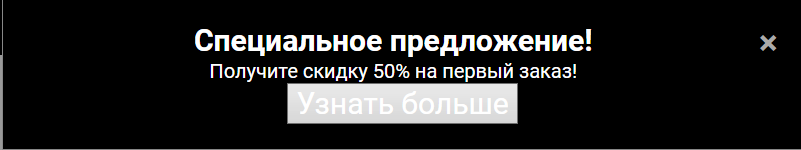 Специальное предложение!
×
Получите скидку 50% на первый заказ!
Узнать больше